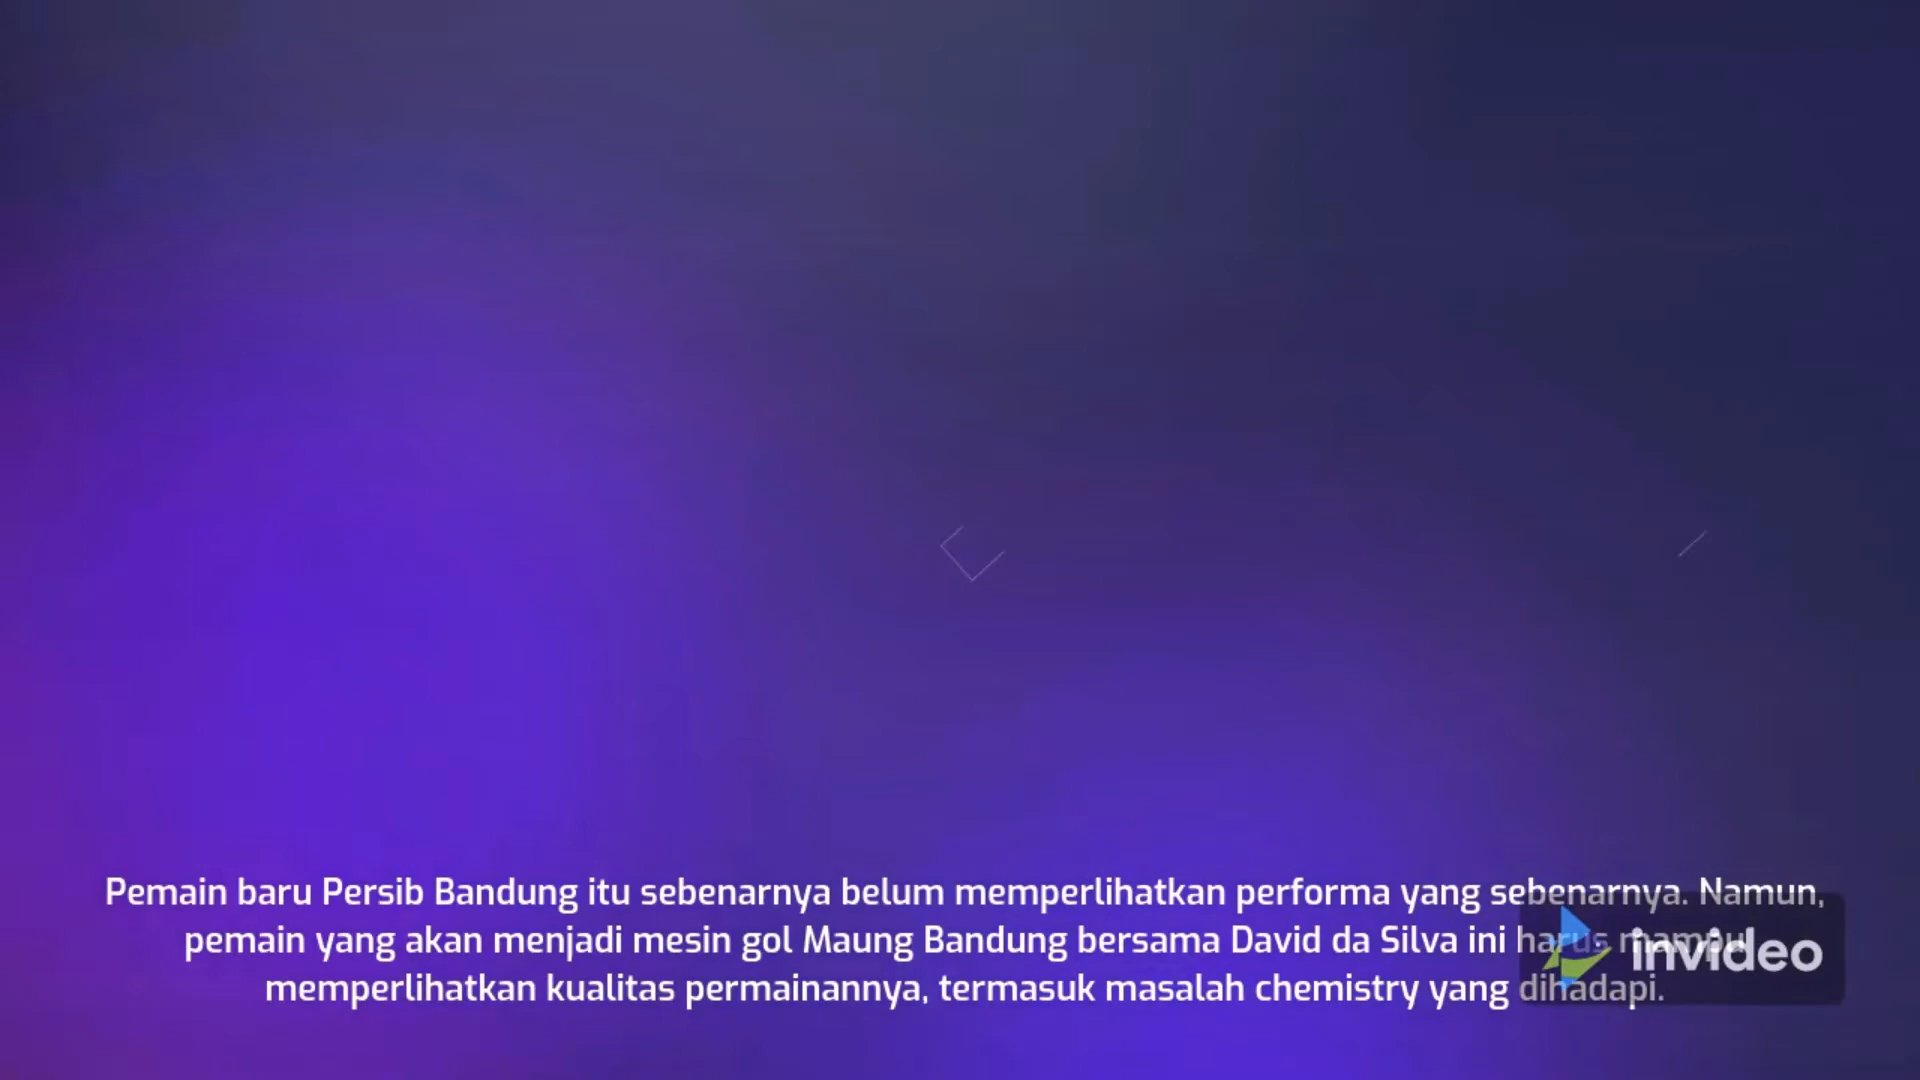 Pemain baru Persib Bandung itu sebenarnya belum memperlihatkan performa yang sebenarnya. Namun,
pemain yang akan menjadi mesin gol Maung Bandung bersama David da Silva ini harus mampu
memperlihatkan kualitas permainannya, termasuk masalah chemistry yang dihadapi.
invideo